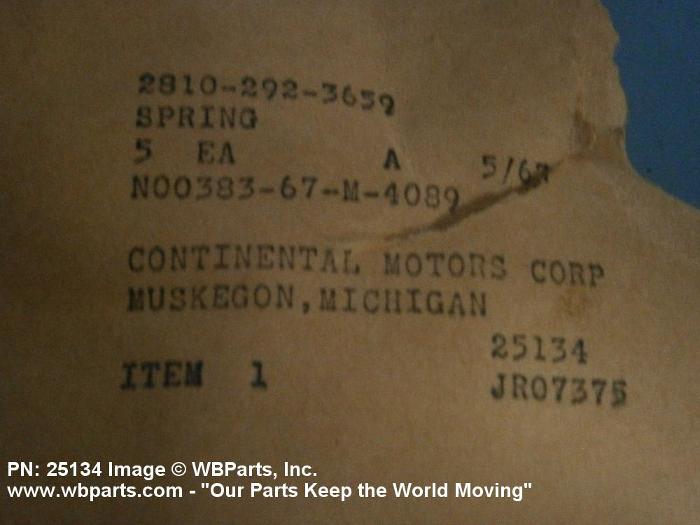 2810-292-3659
SPRING
5 EA A 5/67
N00383-67-M-4089
CONTINENTAL MOTORS CORP
MUSKEGON,MICHIGAN
25134
ITEM 1 JR07375
PN: 25134 Image © WBParts, Inc.
www.wbparts.com - "Our Parts Keep the World Moving"